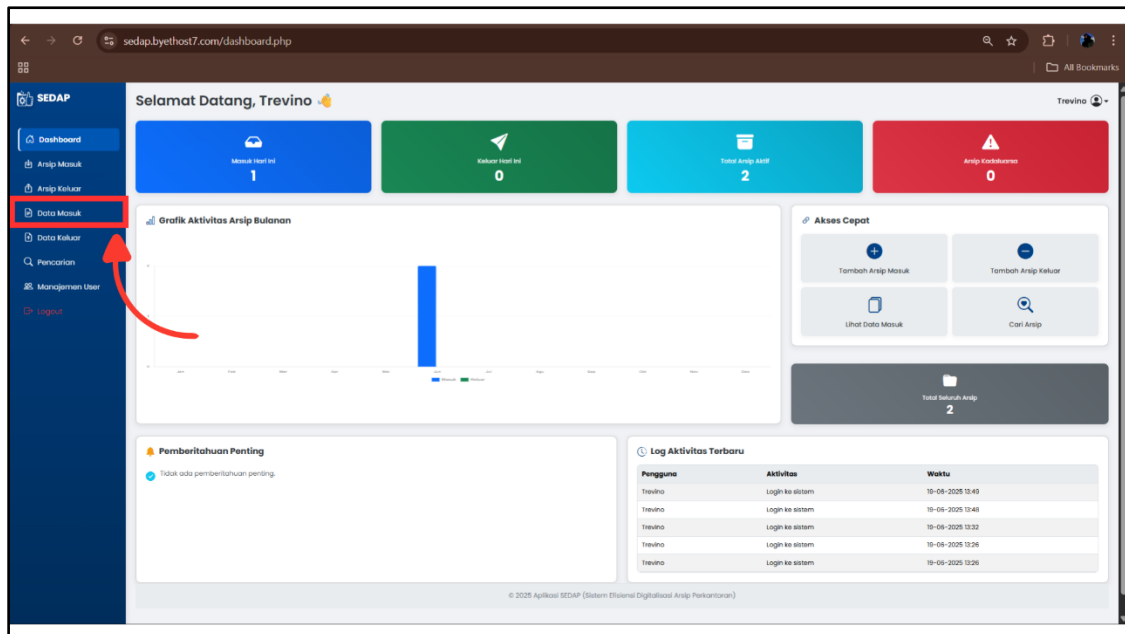 sedap.byethost7.com/dashboard.php
All Bookmarks
SEDAP
Selamat Datang, Trevino
Trevino
Dashboard
Arsip Masuk
Arsip Keluar
Data Masuk
Data Keluar
Pencarian
Manajemen User
Logout
Masuk Hari Ini
1
Keluar Hari Ini
0
Total Arsip Aktif
2
Arsip Kadaluarsa
0
Grafik Aktivitas Arsip Bulanan
Masuk Keluar
Akses Cepat
Tambah Arsip Masuk
Tambah Arsip Keluar
Lihat Data Masuk
Cari Arsip
Total Seluruh Arsip
2
Pemberitahuan Penting
Tidak ada pemberitahuan penting.
Log Aktivitas Terbaru
Pengguna Aktivitas Waktu
Trevino Login ke sistem 19-06-2025 13:49
Trevino Login ke sistem 19-06-2025 13:48
Trevino Login ke sistem 19-06-2025 13:32
Trevino Login ke sistem 19-06-2025 13:26
Trevino Login ke sistem 19-06-2025 13:26
© 2025 Aplikasi SEDAP (Sistem Efisiensi Digitalisasi Arsip Perkantoran)